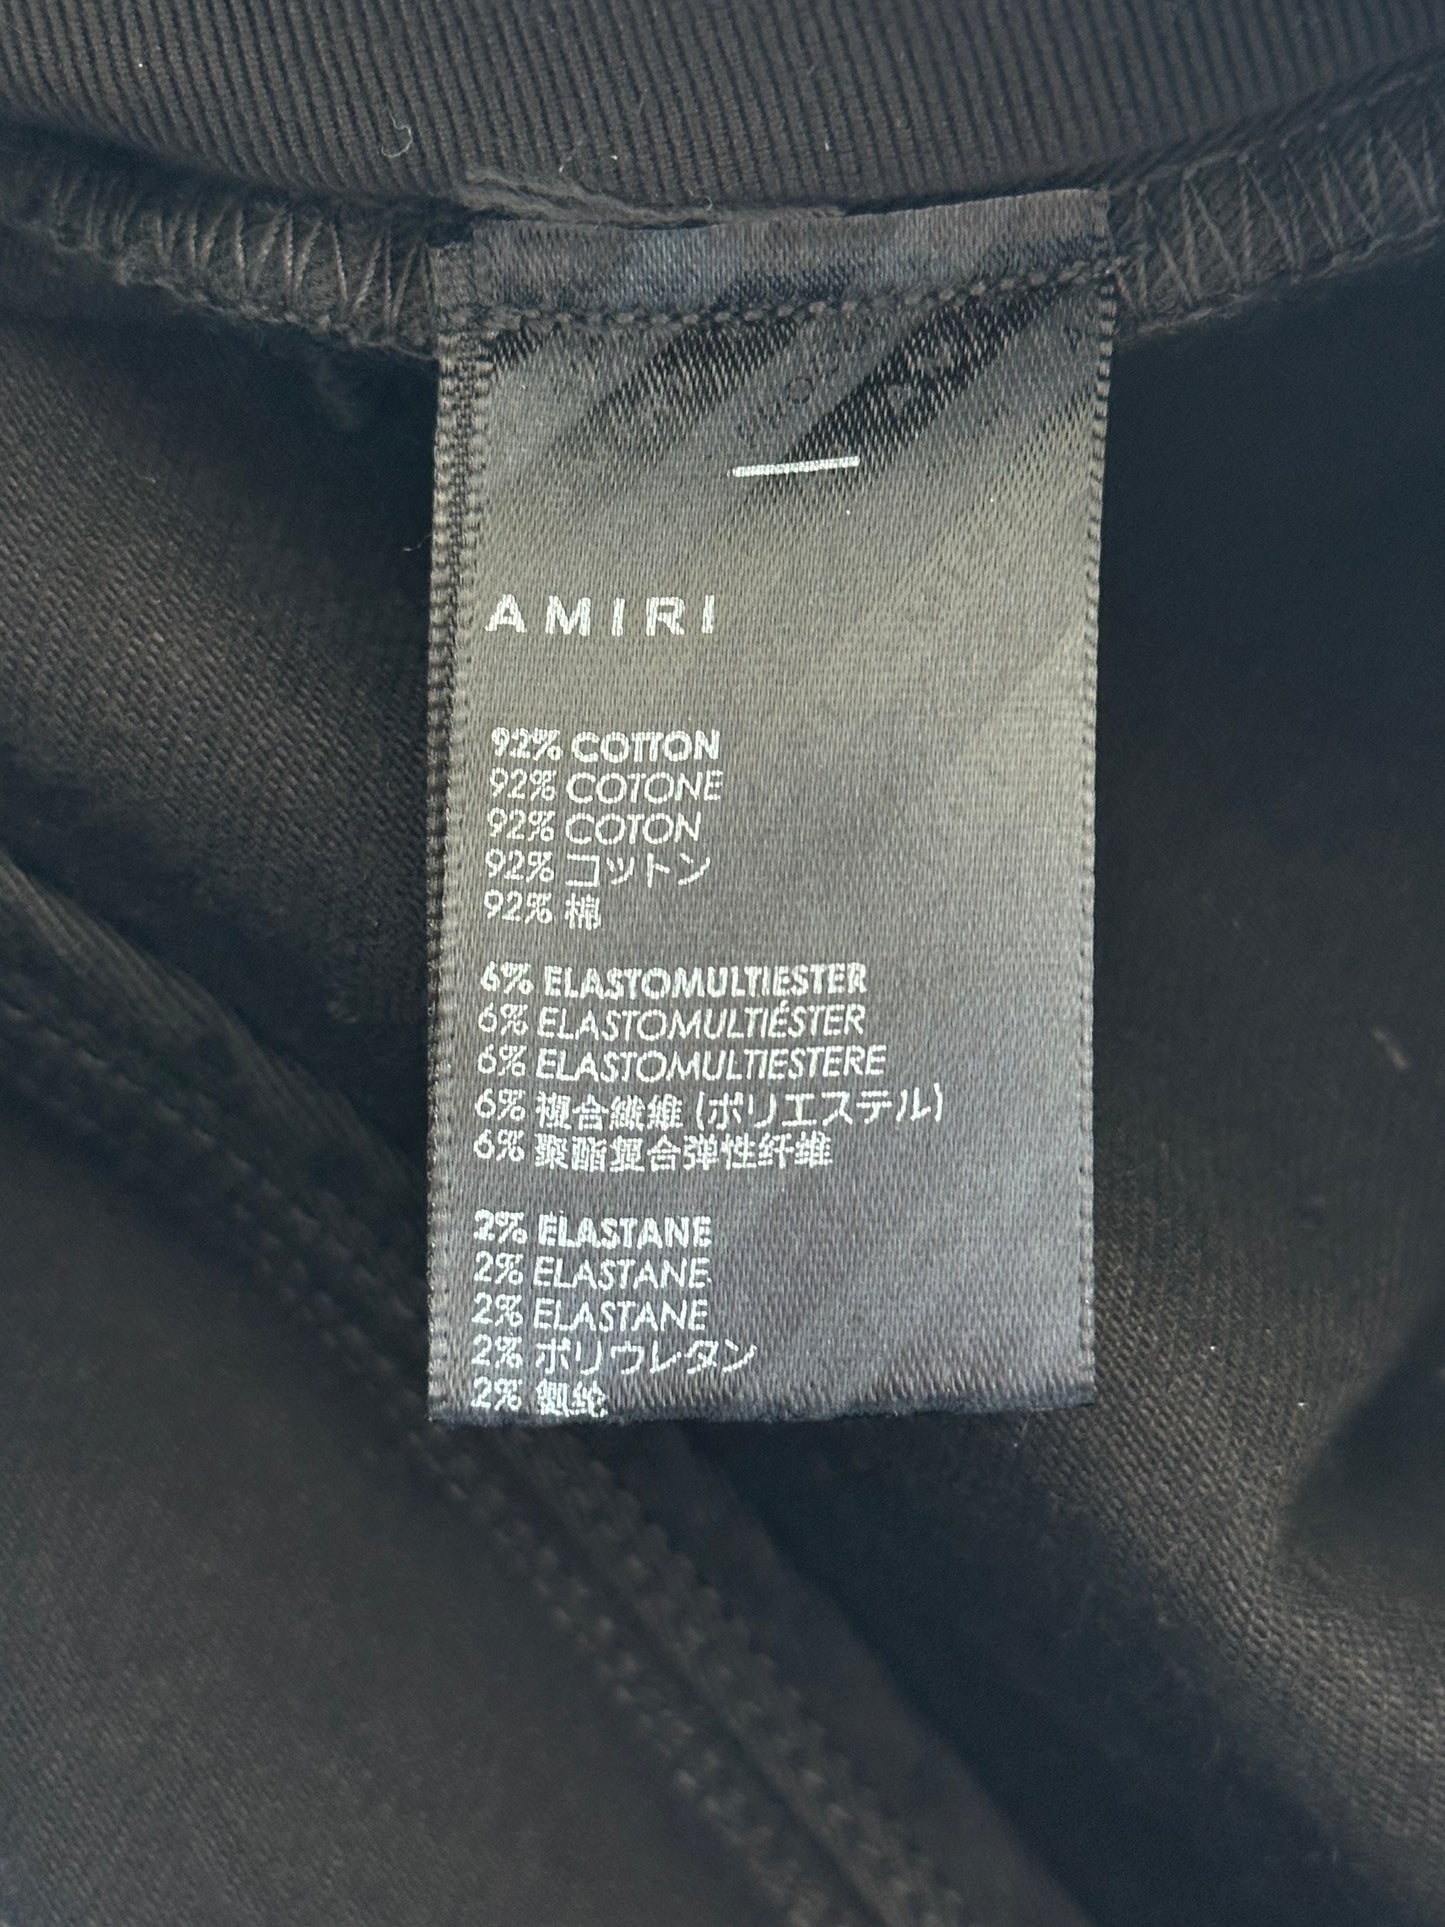 AMIRI
92% COTTON
92% COTONE
92% COTON
92% コットン
92% 棉
6% ELASTOMULTIESTER
6% ELASTOMULTIÉSTER
6% ELASTOMULTIESTERE
6% 複合繊維 (ポリエステル)
6% 聚酯复合弹性纤维
2% ELASTANE
2% ELASTANE
2% ELASTANE
2% ポリウレタン
2% 氨纶